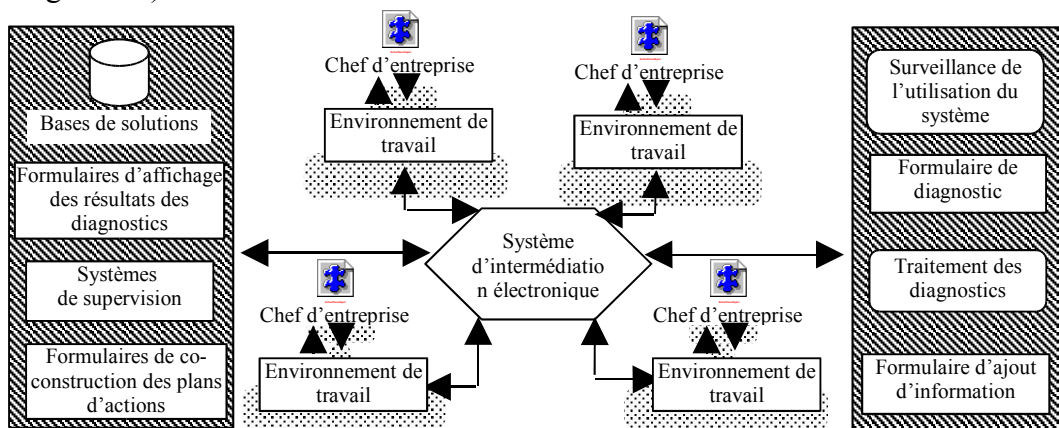 Bases de solutions
Formulaires d'affichage
des résultats des
diagnostics
Systèmes
de supervision
Formulaires de co-
construction des plans
d'actions
Chef d'entreprise
Environnement de
travail
Chef d'entreprise
Environnement de
travail
Système
d'intermédiatio
n électronique
Chef d'entreprise
Environnement de
travail
Chef d'entreprise
Environnement de
travail
Surveillance de
l'utilisation du
système
Formulaire de
diagnostic
Traitement des
diagnostics
Formulaire d'ajout
d'information